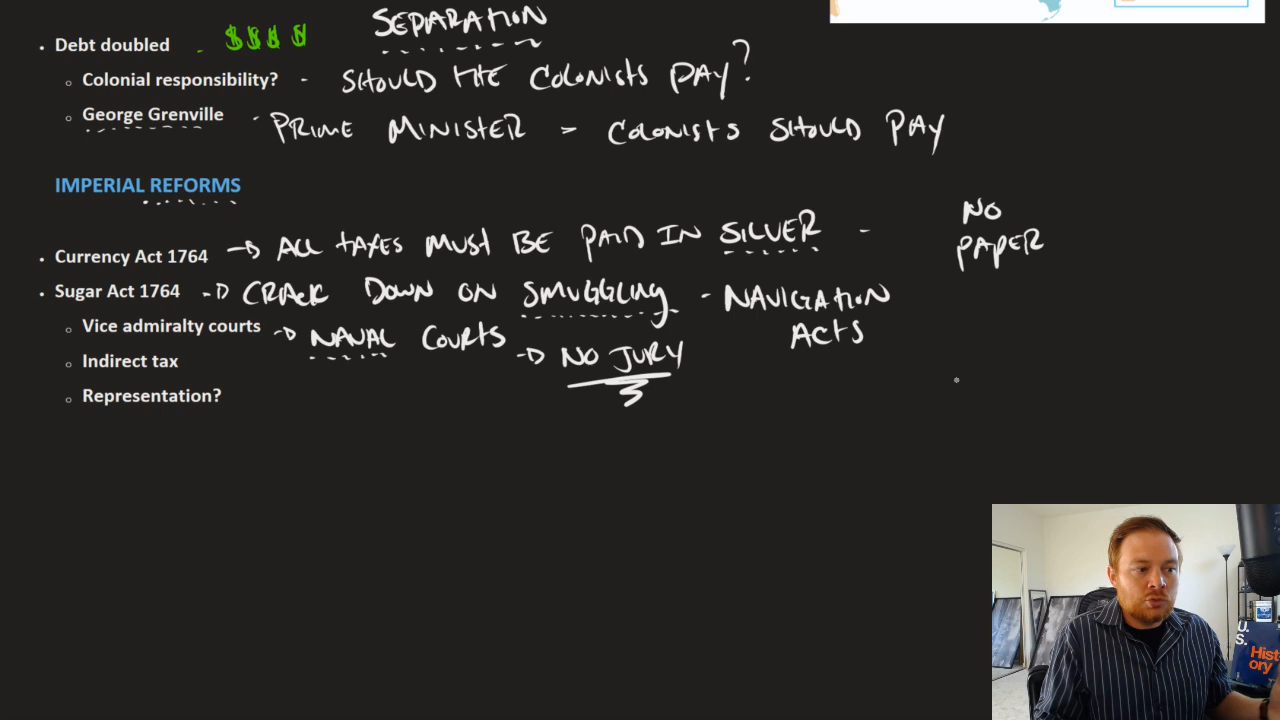 SEPARATION
• Debt doubled - $$$$
○ Colonial responsibility? - SHOULD THE COLONISTS PAY?
○ George Grenville - PRIME MINISTER - COLONISTS SHOULD PAY
IMPERIAL REFORMS
• Currency Act 1764 → ALL TAXES MUST BE PAID IN SILVER - NO PAPER
• Sugar Act 1764 → CRACK DOWN ON SMUGGLING - NAVIGATION ACTS
○ Vice admiralty courts → NAVAL COURTS → NO JURY
○ Indirect tax
○ Representation?
U.
S.
Hist
ory